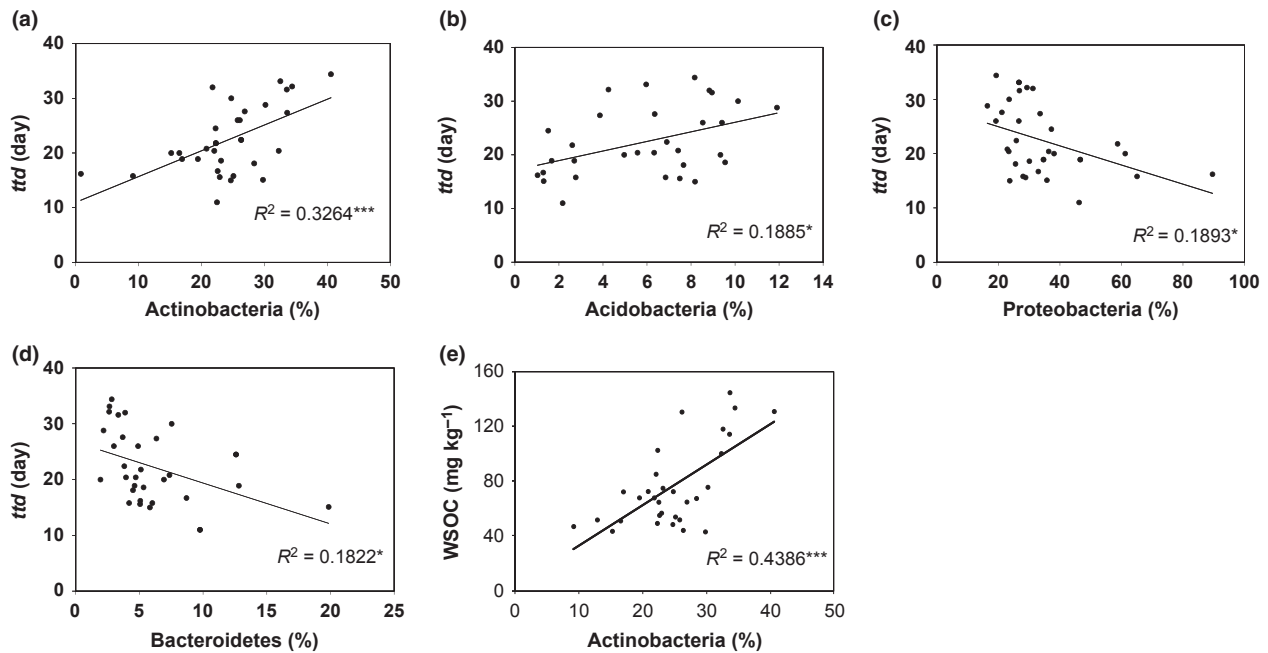 (a)
40
30
20
10
0
ttd (day)
0 10 20 30 40 50
Actinobacteria (%)
R² = 0.3264***
(b)
40
30
20
10
0
ttd (day)
0 2 4 6 8 10 12 14
Acidobacteria (%)
R² = 0.1885*
(c)
40
30
20
10
0
ttd (day)
0 20 40 60 80 100
Proteobacteria (%)
R² = 0.1893*
(d)
40
30
20
10
0
ttd (day)
0 5 10 15 20 25
Bacteroidetes (%)
R² = 0.1822*
(e)
160
120
80
40
0
WSOC (mg kg⁻¹)
0 10 20 30 40 50
Actinobacteria (%)
R² = 0.4386***